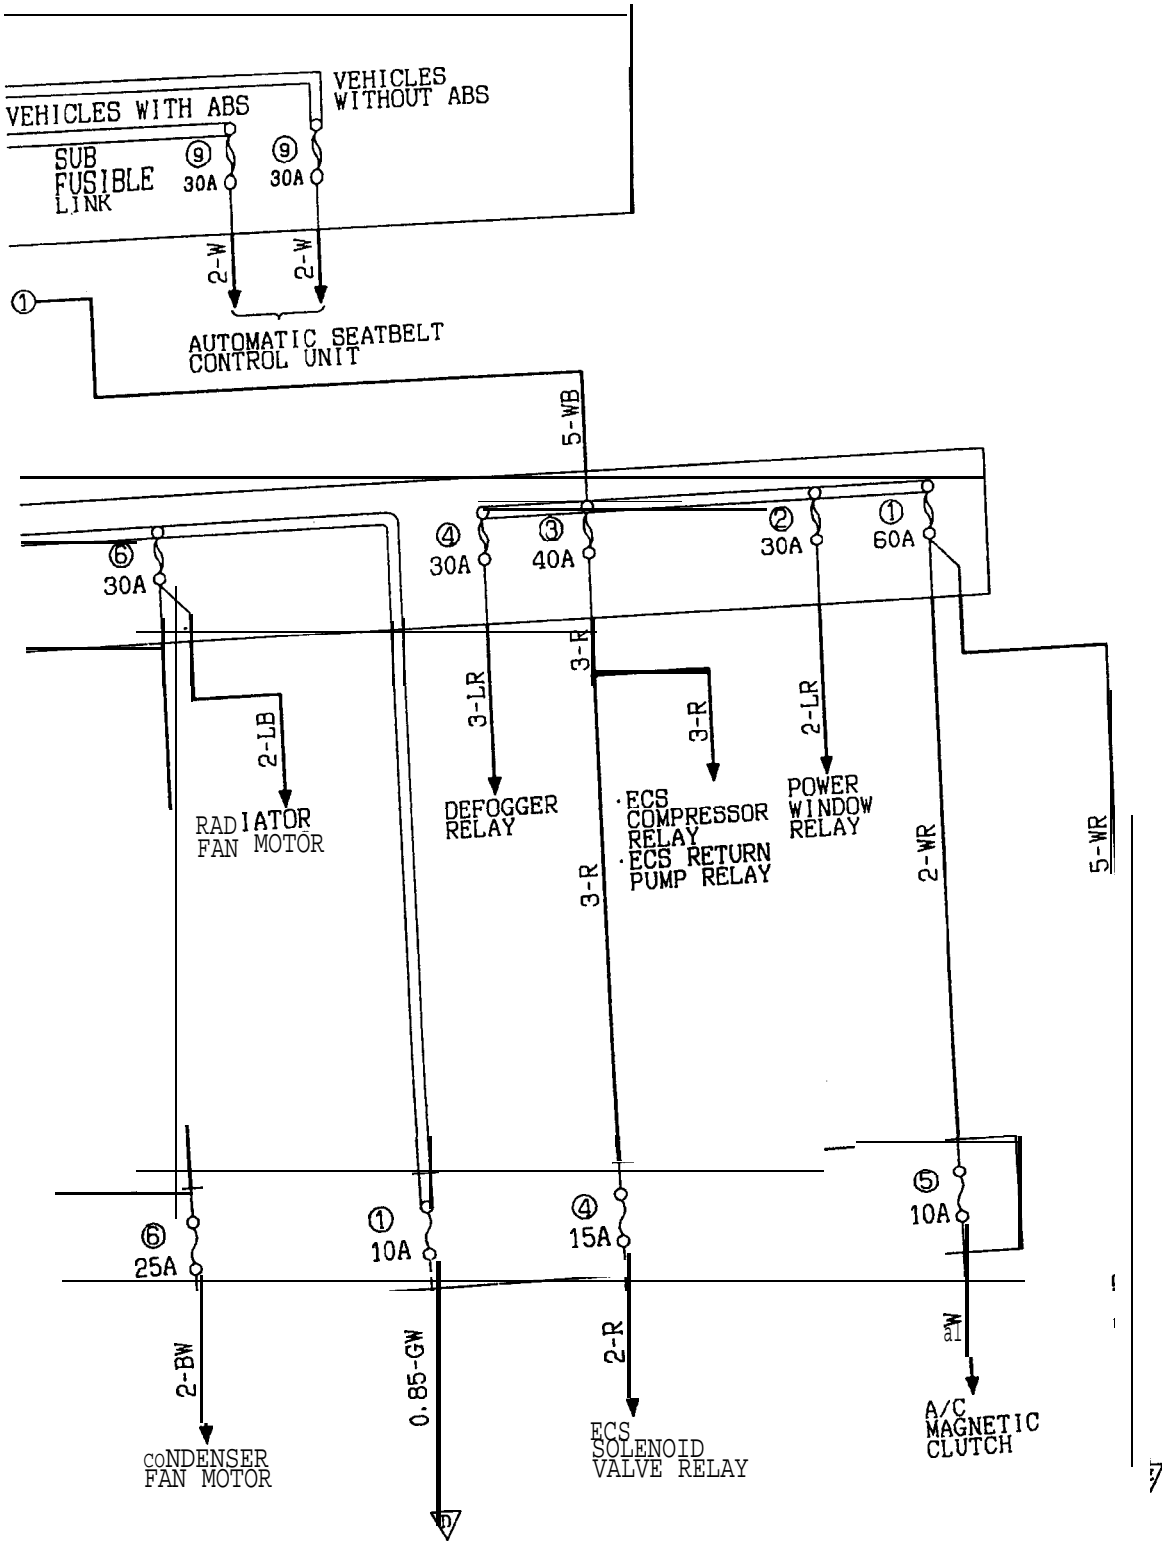 VEHICLES
WITHOUT ABS
VEHICLES WITH ABS
SUB
FUSIBLE
LINK
9
30A
9
30A
2-W
2-W
1
AUTOMATIC SEATBELT
CONTROL UNIT
5-WB
6
30A
4
30A
3
40A
2
30A
1
60A
3-R
2-LB
3-LR
3-R
2-LR
RADIATOR
FAN MOTOR
DEFOGGER
RELAY
·ECS
COMPRESSOR
RELAY
·ECS RETURN
PUMP RELAY
POWER
WINDOW
RELAY
3-R
2-WR
5-WR
6
25A
1
10A
4
15A
5
10A
2-BW
0.85-GW
2-R
coNDENSER
FAN MOTOR
ECS
SOLENOID
VALVE RELAY
A/C
MAGNETIC
CLUTCH